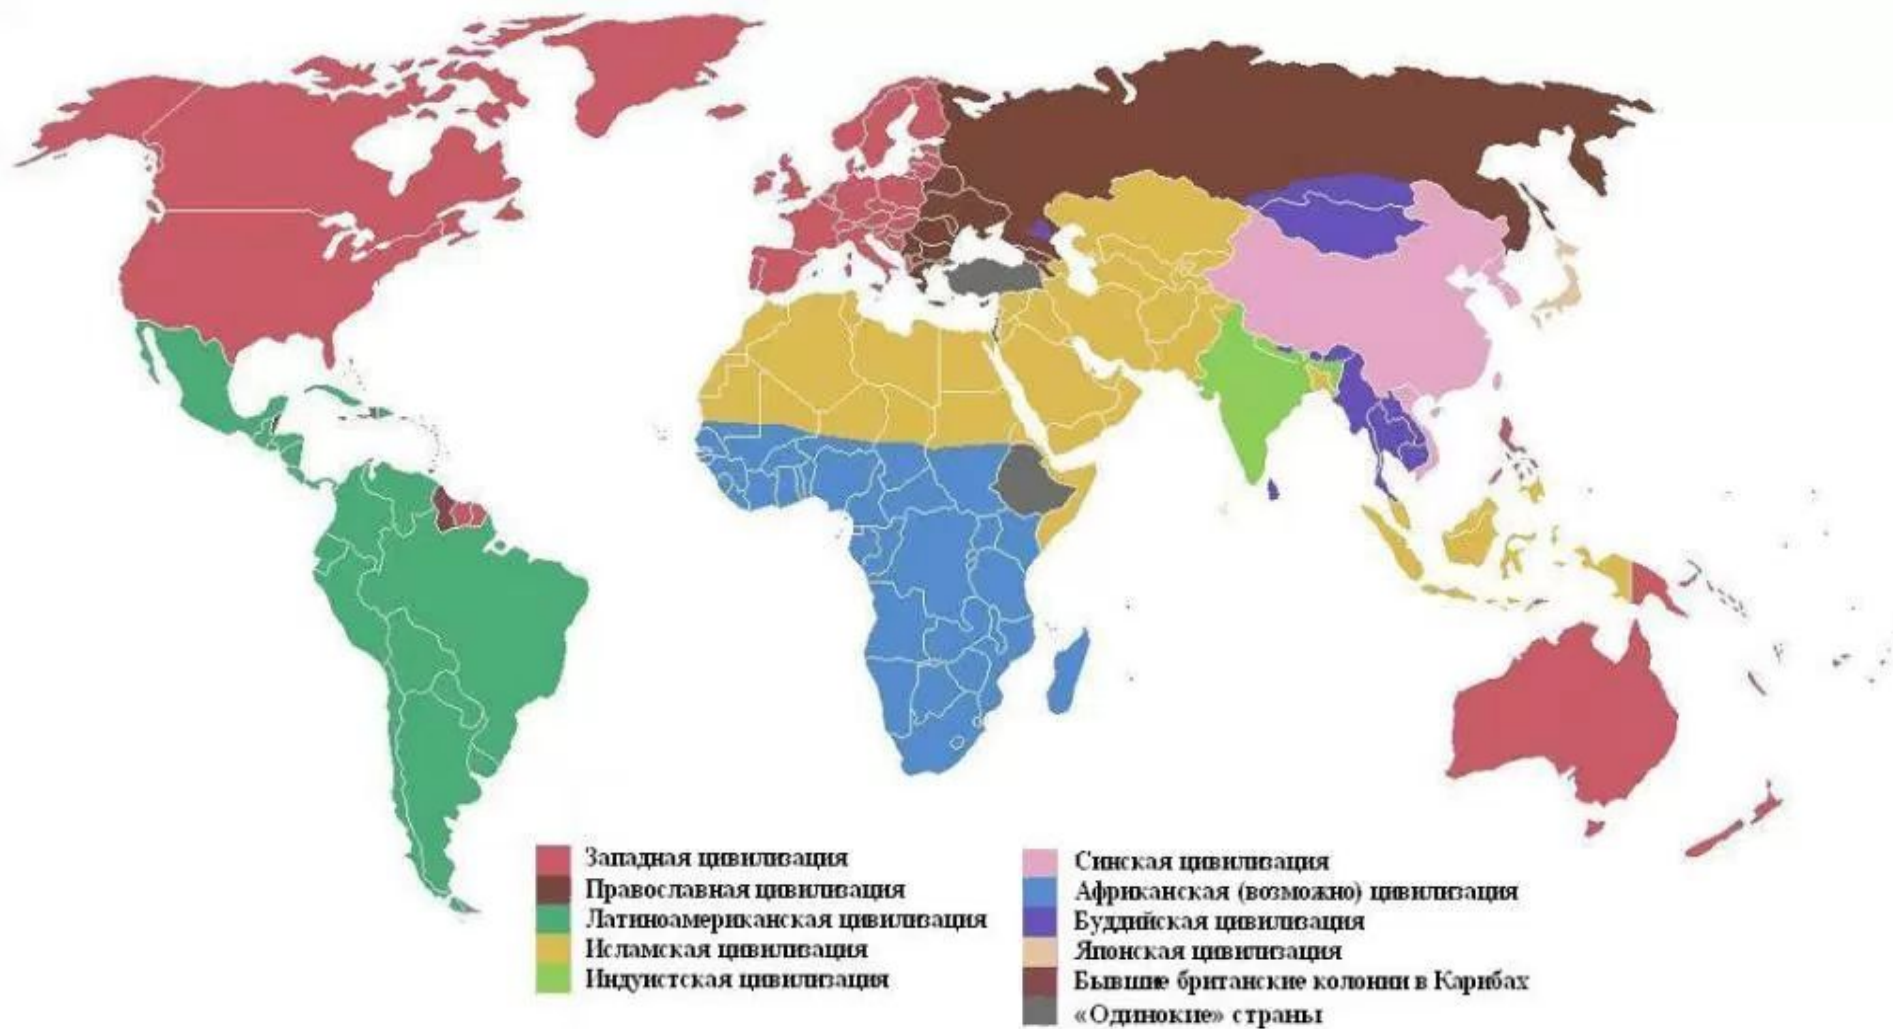 Западная цивилизация
Православная цивилизация
Латиноамериканская цивилизация
Исламская цивилизация
Индуистская цивилизация
Синская цивилизация
Африканская (возможно) цивилизация
Буддийская цивилизация
Японская цивилизация
Бывшие британские колонии в Карибах
«Одинокие» страны